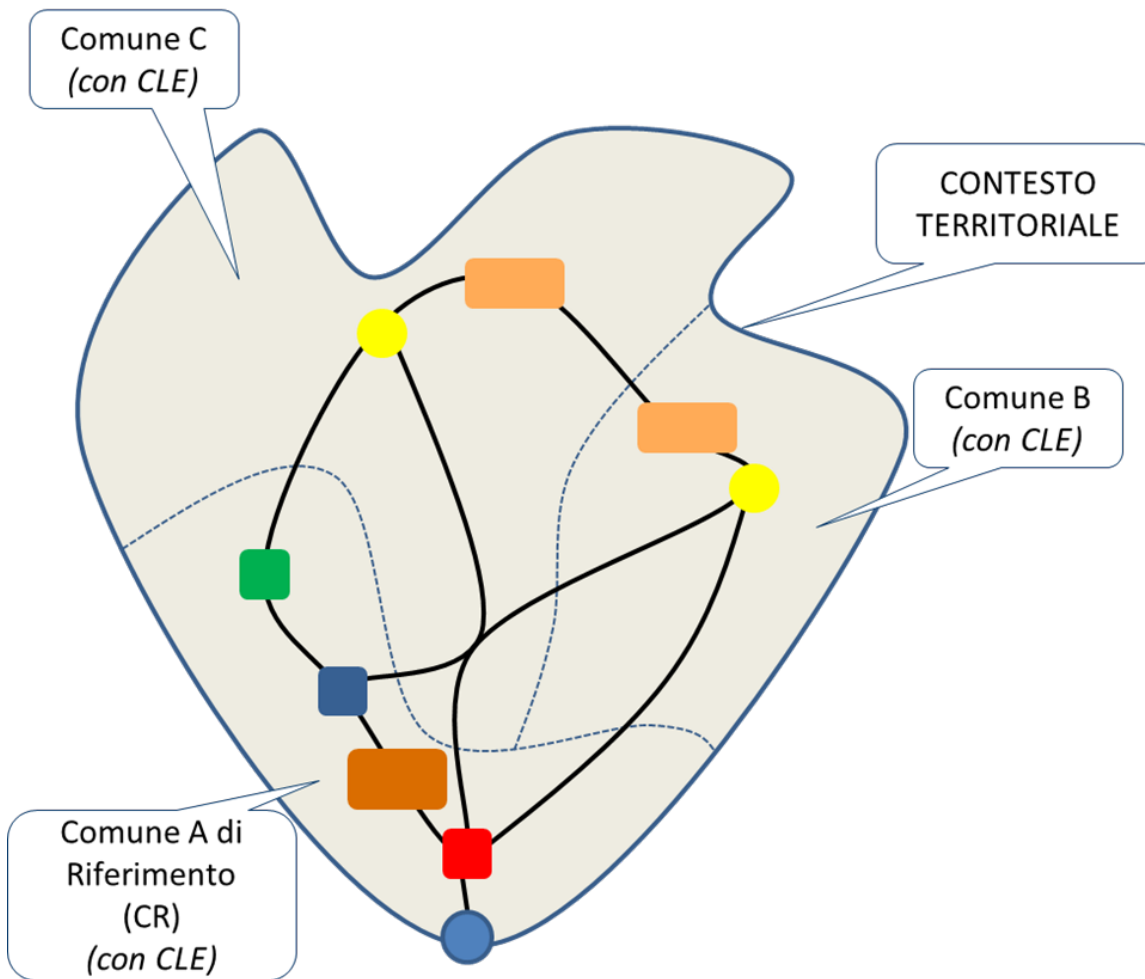 Comune C
(con CLE)
CONTESTO
TERRITORIALE
Comune B
(con CLE)
Comune A di
Riferimento
(CR)
(con CLE)